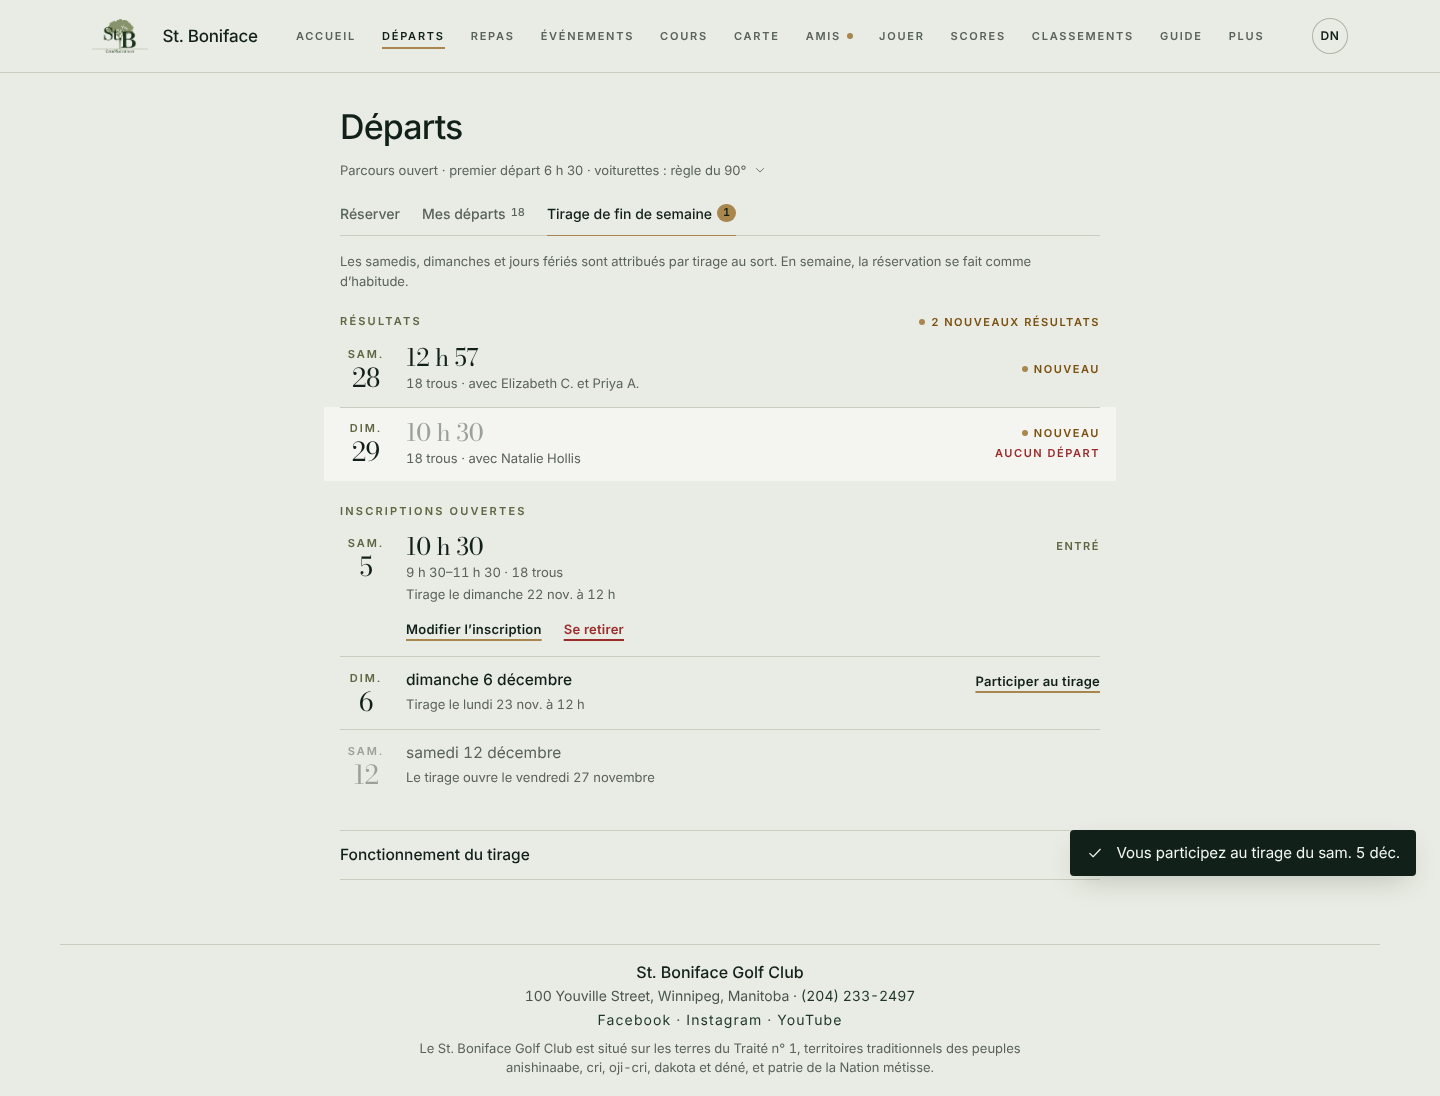 St. Boniface
ACCUEIL
DÉPARTS
REPAS
ÉVÉNEMENTS
COURS
CARTE
AMIS
JOUER
SCORES
CLASSEMENTS
GUIDE
PLUS
DN
Départs
Parcours ouvert · premier départ 6 h 30 · voiturettes : règle du 90°
Réserver
Mes départs 18
Tirage de fin de semaine 1
Les samedis, dimanches et jours fériés sont attribués par tirage au sort. En semaine, la réservation se fait comme
d’habitude.
RÉSULTATS
2 NOUVEAUX RÉSULTATS
SAM.
28
12 h 57
18 trous · avec Elizabeth C. et Priya A.
NOUVEAU
DIM.
29
10 h 30
18 trous · avec Natalie Hollis
NOUVEAU
AUCUN DÉPART
INSCRIPTIONS OUVERTES
SAM.
5
10 h 30
9 h 30–11 h 30 · 18 trous
Tirage le dimanche 22 nov. à 12 h
ENTRÉ
Modifier l’inscription
Se retirer
DIM.
6
dimanche 6 décembre
Tirage le lundi 23 nov. à 12 h
Participer au tirage
SAM.
12
samedi 12 décembre
Le tirage ouvre le vendredi 27 novembre
Fonctionnement du tirage
Vous participez au tirage du sam. 5 déc.
St. Boniface Golf Club
100 Youville Street, Winnipeg, Manitoba · (204) 233-2497
Facebook · Instagram · YouTube
Le St. Boniface Golf Club est situé sur les terres du Traité n° 1, territoires traditionnels des peuples
anishinaabe, cri, oji-cri, dakota et déné, et patrie de la Nation métisse.